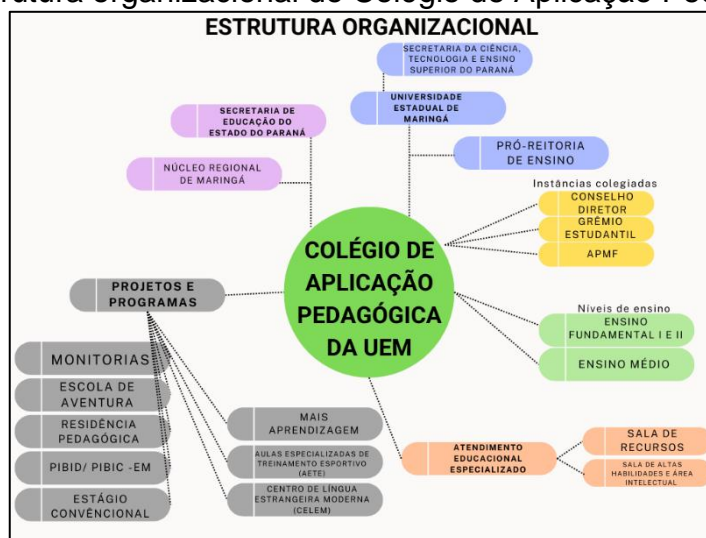 rutura organizacional do Colégio de Aplicação
ESTRUTURA ORGANIZACIONAL
SECRETARIA DA CIÊNCIA,
TECNOLOGIA E ENSINO
SUPERIOR DO PARANÁ
UNIVERSIDADE
ESTADUAL DE
MARINGÁ
PRÓ-REITORIA
DE ENSINO
SECRETARIA DE
EDUCAÇÃO DO
ESTADO DO PARANÁ
NÚCLEO REGIONAL
DE MARINGÁ
Instâncias colegiadas
CONSELHO
DIRETOR
GRÊMIO
ESTUDANTIL
APMF
COLÉGIO DE
APLICAÇÃO
PEDAGÓGICA
DA UEM
PROJETOS E
PROGRAMAS
Níveis de ensino
ENSINO
FUNDAMENTAL I E II
ENSINO MÉDIO
MONITORIAS
ESCOLA DE
AVENTURA
RESIDÊNCIA
PEDAGÓGICA
PIBID/ PIBIC -EM
ESTÁGIO
CONVÊNCIONAL
MAIS
APRENDIZAGEM
AULAS ESPECIALIZADAS DE
TREINAMENTO ESPORTIVO
(AETE)
CENTRO DE LÍNGUA
ESTRANGEIRA MODERNA
(CELEM)
ATENDIMENTO
EDUCACIONAL
ESPECIALIZADO
SALA DE
RECURSOS
SALA DE ALTAS
HABILIDADES E ÁREA
INTELECTUAL